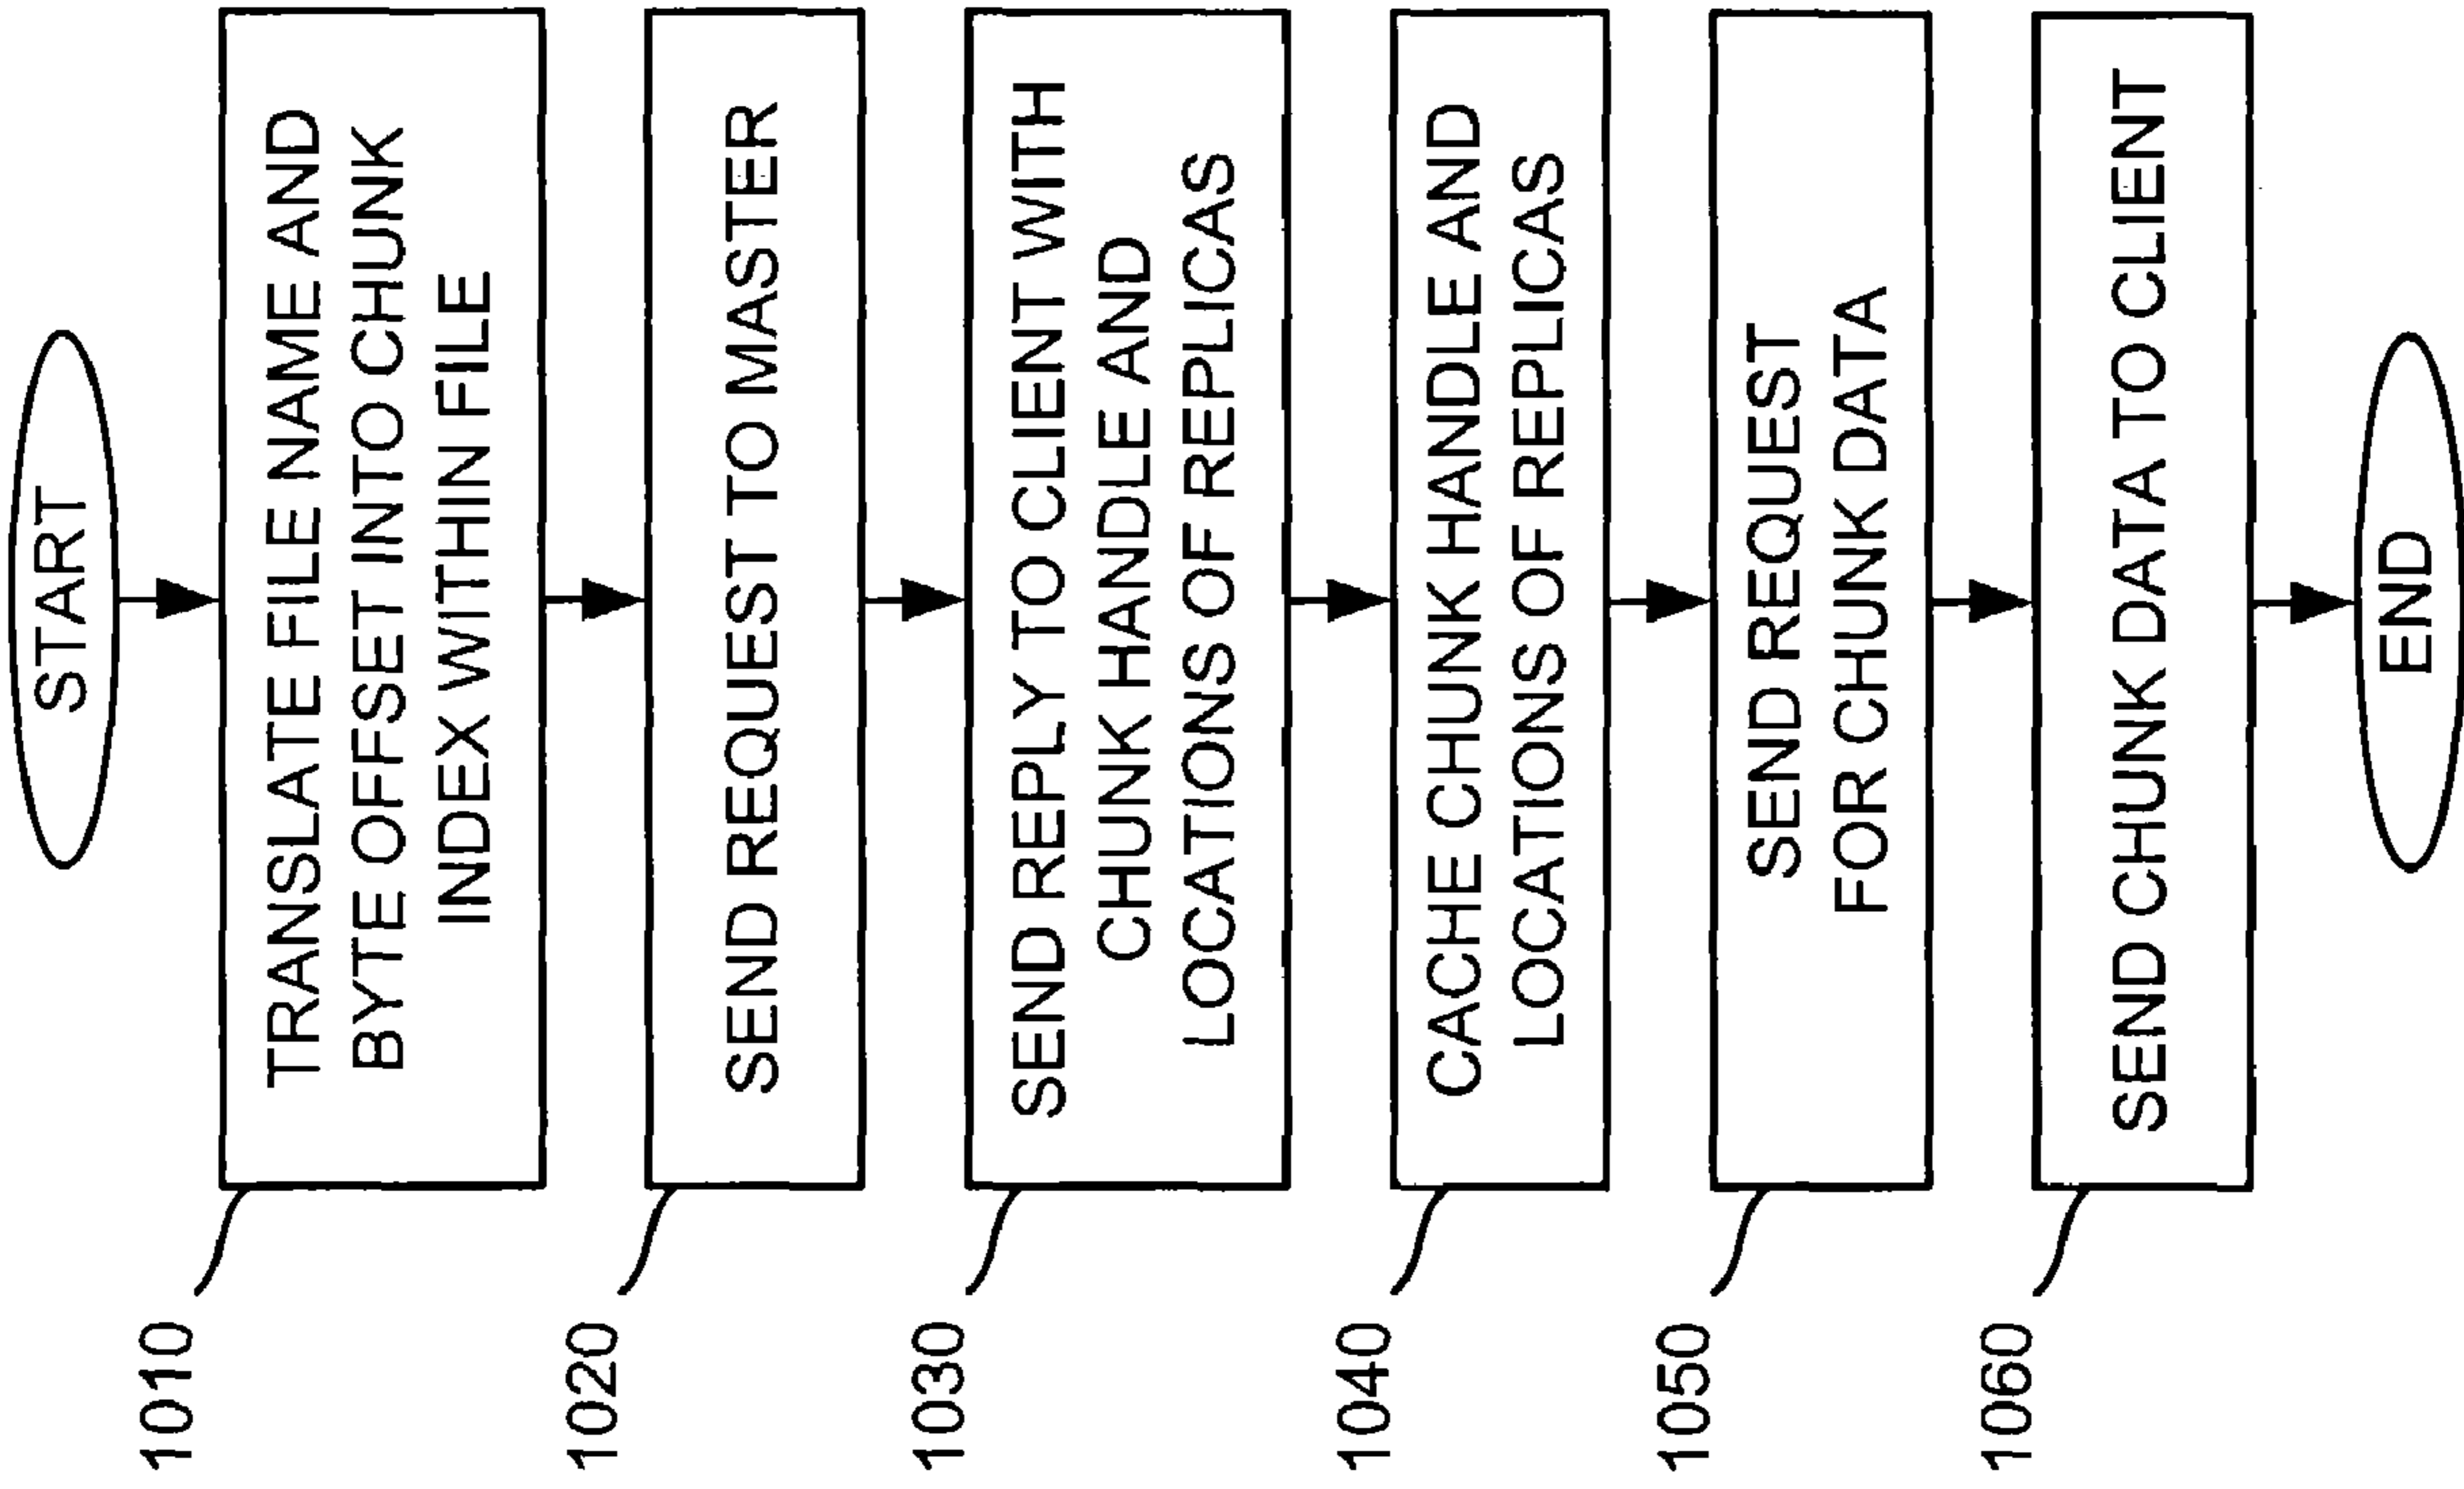 START
1010
TRANSLATE FILE NAME AND
BYTE OFFSET INTO CHUNK
INDEX WITHIN FILE
1020
SEND REQUEST TO MASTER
1030
SEND REPLY TO CLIENT WITH
CHUNK HANDLE AND
LOCATIONS OF REPLICAS
1040
CACHE CHUNK HANDLE AND
LOCATIONS OF REPLICAS
1050
SEND REQUEST
FOR CHUNK DATA
1060
SEND CHUNK DATA TO CLIENT
END